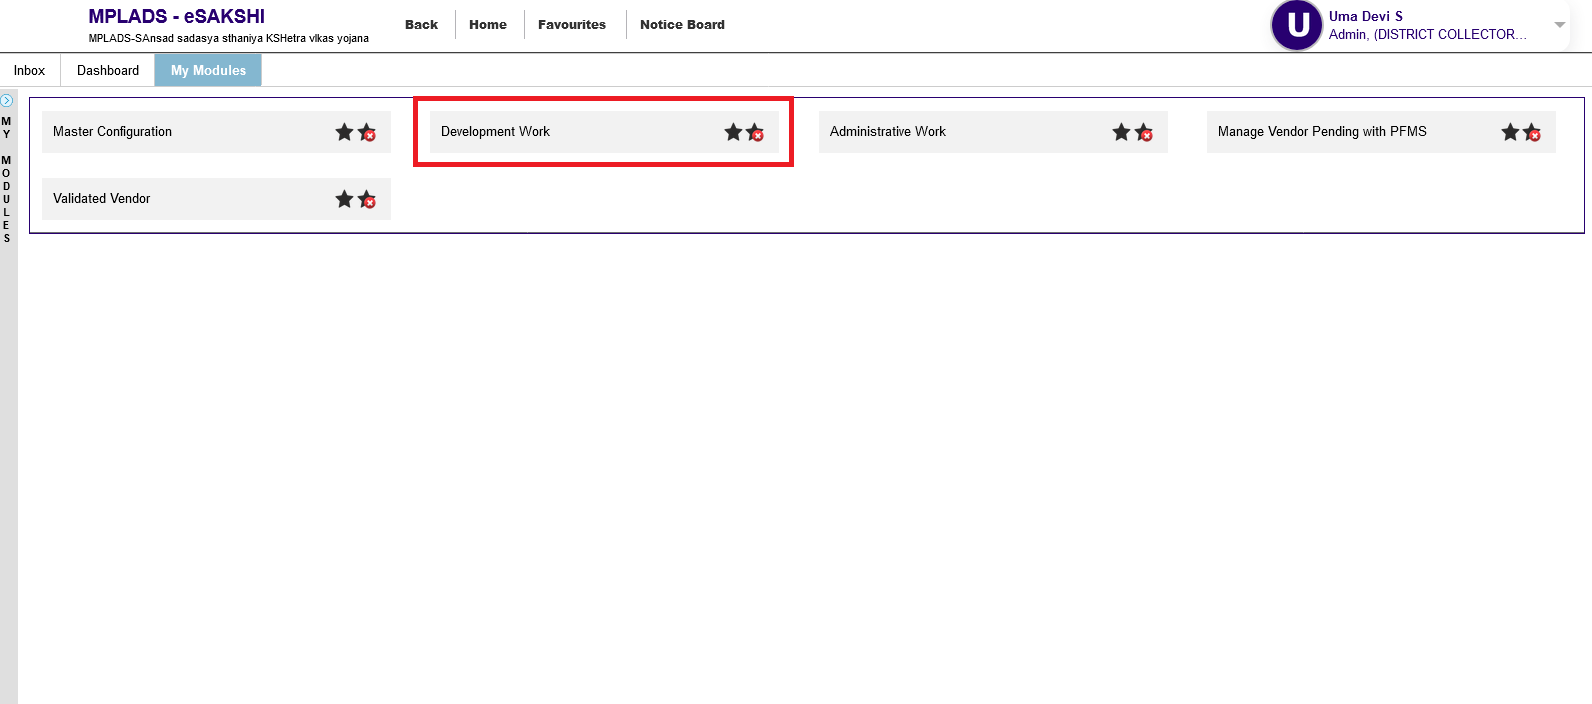 MPLADS - eSAKSHI
MPLADS-SAnsad sadasya sthaniya KSHetra vIkas yojana
Back
Home
Favourites
Notice Board
U
Uma Devi S
Admin, (DISTRICT COLLECTOR...
Inbox
Dashboard
My Modules
MY MODULES
Master Configuration
Development Work
Administrative Work
Manage Vendor Pending with PFMS
Validated Vendor